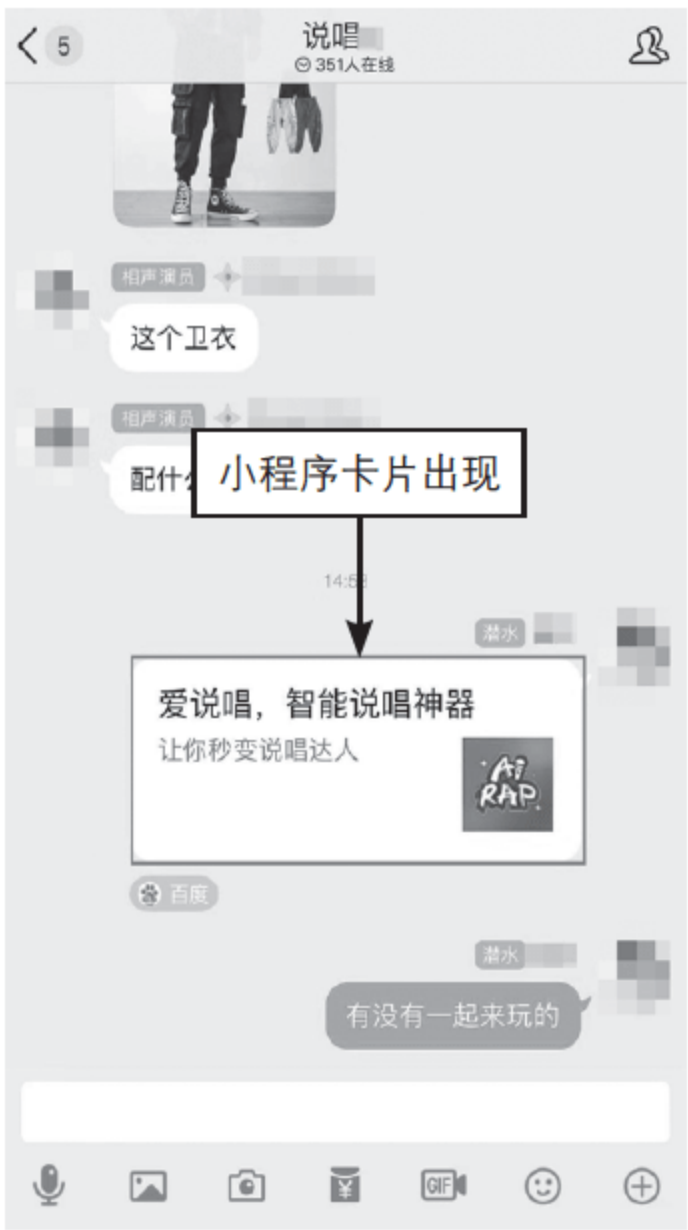 5
说唱
351人在线
相声演员
这个卫衣
相声演员
配什
小程序卡片出现
14:5
潜水
爱说唱，智能说唱神器
让你秒变说唱达人
Ai
RAP
百度
潜水
有没有一起来玩的
¥
GIF